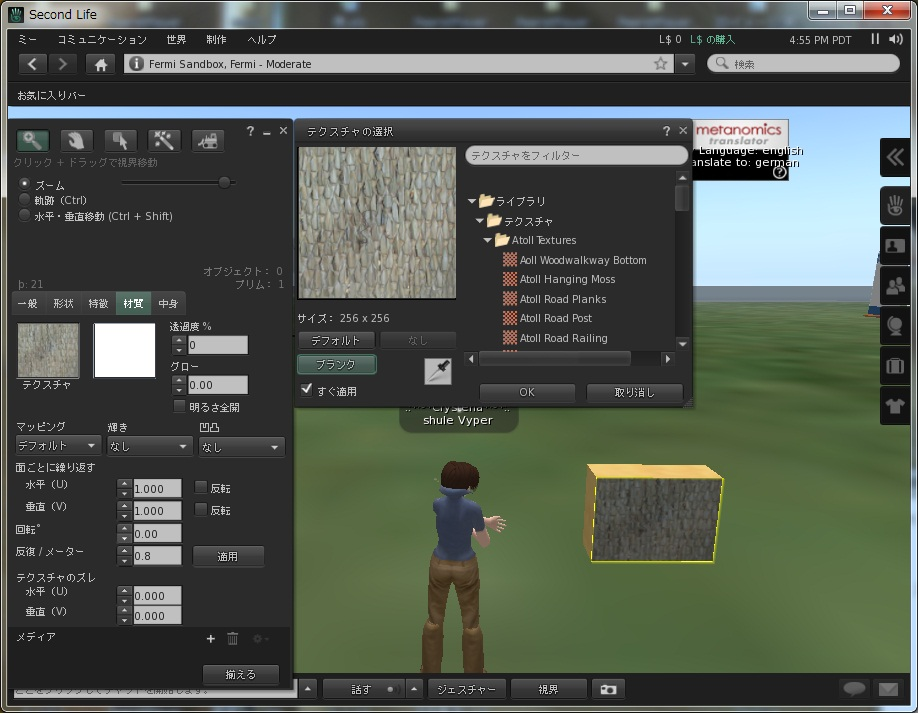 Second Life
ミー コミュニケーション 世界 制作 ヘルプ L$ 0 L$ の購入 4:55 PM PDT
Fermi Sandbox, Fermi - Moderate 検索
お気に入りバー
クリック + ドラッグで視界移動
ズーム
軌跡 (Ctrl)
水平・垂直移動 (Ctrl + Shift)
オブジェクト: 0
þ: 21 プリム: 1
一般 形状 特徴 材質 中身
テクスチャ
透過度 %
0
グロー
0.00
明るさ全開
マッピング 輝き 凹凸
デフォルト なし なし
面ごとに繰り返す
水平 (U) 1.000 反転
垂直 (V) 1.000 反転
回転° 0.00
反復 / メーター 0.8 適用
テクスチャのズレ
水平 (U) 0.000
垂直 (V) 0.000
メディア
揃える
テクスチャの選択
テクスチャをフィルター
ライブラリ
テクスチャ
Atoll Textures
Aoll Woodwalkway Bottom
Atoll Hanging Moss
Atoll Road Planks
Atoll Road Post
Atoll Road Railing
サイズ: 256 x 256
デフォルト なし
ブランク
すぐ適用
OK 取り消し
metanomics
translator
Language: english
anslate to: german
shule Vyper
話す ジェスチャー 視界